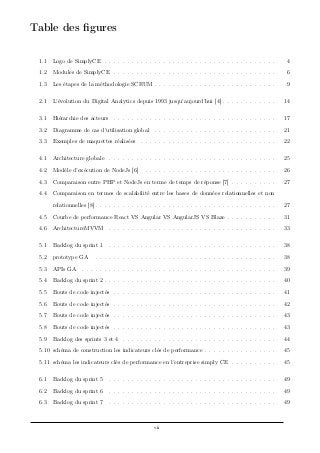 Table des figures
1.1 Logo de SimplyCE . . . . . . . . . . . . . . . . . . . . . . . . . . . . . . . . . . . . . . 4
1.2 Modules de SimplyCE . . . . . . . . . . . . . . . . . . . . . . . . . . . . . . . . . . . . 6
1.3 Les étapes de la méthodologie SCRUM . . . . . . . . . . . . . . . . . . . . . . . . . . . 9
2.1 L'évolution du Digital Analytics depuis 1993 jusqu'aujourd'hui [4] . . . . . . . . . . . . 14
3.1 Hiérarchie des acteurs . . . . . . . . . . . . . . . . . . . . . . . . . . . . . . . . . . . . 17
3.2 Diagramme de cas d'utilisation global . . . . . . . . . . . . . . . . . . . . . . . . . . . 21
3.3 Exemples de maquettes réalisées . . . . . . . . . . . . . . . . . . . . . . . . . . . . . . 22
4.1 Architecture globale . . . . . . . . . . . . . . . . . . . . . . . . . . . . . . . . . . . . . 25
4.2 Modèle d'exécution de NodeJs [6] . . . . . . . . . . . . . . . . . . . . . . . . . . . . . . 26
4.3 Comparaison entre PHP et NodeJs en terme de temps de réponse [7] . . . . . . . . . . 27
4.4 Comparaison en termes de scalabilité entre les bases de données relationnelles et non
relationnelles [8] . . . . . . . . . . . . . . . . . . . . . . . . . . . . . . . . . . . . . . . 27
4.5 Courbe de performance React VS Angular VS AngularJS VS Blaze . . . . . . . . . . . 31
4.6 ArchitectureMVVM . . . . . . . . . . . . . . . . . . . . . . . . . . . . . . . . . . . . . 33
5.1 Backlog du sprint 1 . . . . . . . . . . . . . . . . . . . . . . . . . . . . . . . . . . . . . 38
5.2 prototype GA . . . . . . . . . . . . . . . . . . . . . . . . . . . . . . . . . . . . . . . . 38
5.3 APIs GA . . . . . . . . . . . . . . . . . . . . . . . . . . . . . . . . . . . . . . . . . . . 39
5.4 Backlog du sprint 2 . . . . . . . . . . . . . . . . . . . . . . . . . . . . . . . . . . . . . 40
5.5 Bouts de code injectés . . . . . . . . . . . . . . . . . . . . . . . . . . . . . . . . . . . . 41
5.6 Bouts de code injectés . . . . . . . . . . . . . . . . . . . . . . . . . . . . . . . . . . . . 42
5.7 Bouts de code injectés . . . . . . . . . . . . . . . . . . . . . . . . . . . . . . . . . . . . 43
5.8 Bouts de code injectés . . . . . . . . . . . . . . . . . . . . . . . . . . . . . . . . . . . . 43
5.9 Backlog des sprints 3 et 4 . . . . . . . . . . . . . . . . . . . . . . . . . . . . . . . . . . 44
5.10 schéma de construction les indicateurs clés de performance . . . . . . . . . . . . . . . . 45
5.11 schéma les indicateurs clés de performance en l'entreprise simply CE . . . . . . . . . . 45
6.1 Backlog du sprint 5 . . . . . . . . . . . . . . . . . . . . . . . . . . . . . . . . . . . . . 49
6.2 Backlog du sprint 6 . . . . . . . . . . . . . . . . . . . . . . . . . . . . . . . . . . . . . 49
6.3 Backlog du sprint 7 . . . . . . . . . . . . . . . . . . . . . . . . . . . . . . . . . . . . . 49
vii